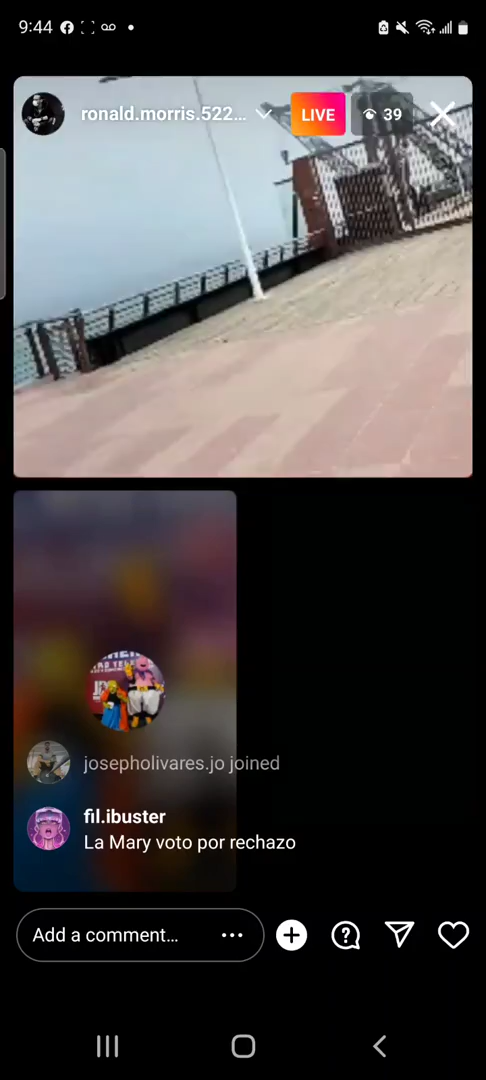 9:44
ronald.morris.522...
LIVE
39
josepholivares.jo joined
fil.ibuster
La Mary voto por rechazo
Add a comment...